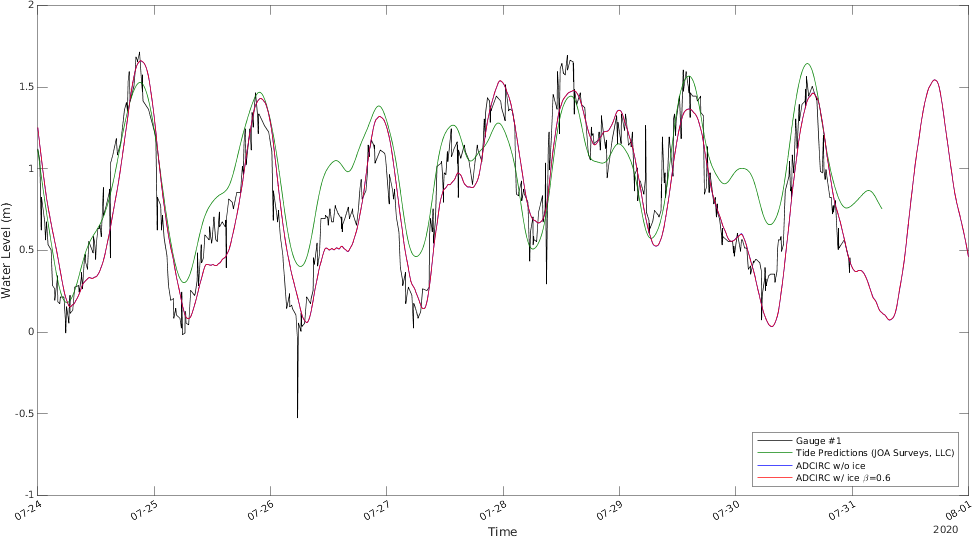 2
1.5
1
0.5
0
-0.5
-1
Water Level (m)
07-24
07-25
07-26
07-27
07-28
07-29
07-30
07-31
08-01
Time
2020
Gauge #1
Tide Predictions (JOA Surveys, LLC)
ADCIRC w/o ice
ADCIRC w/ ice β=0.6